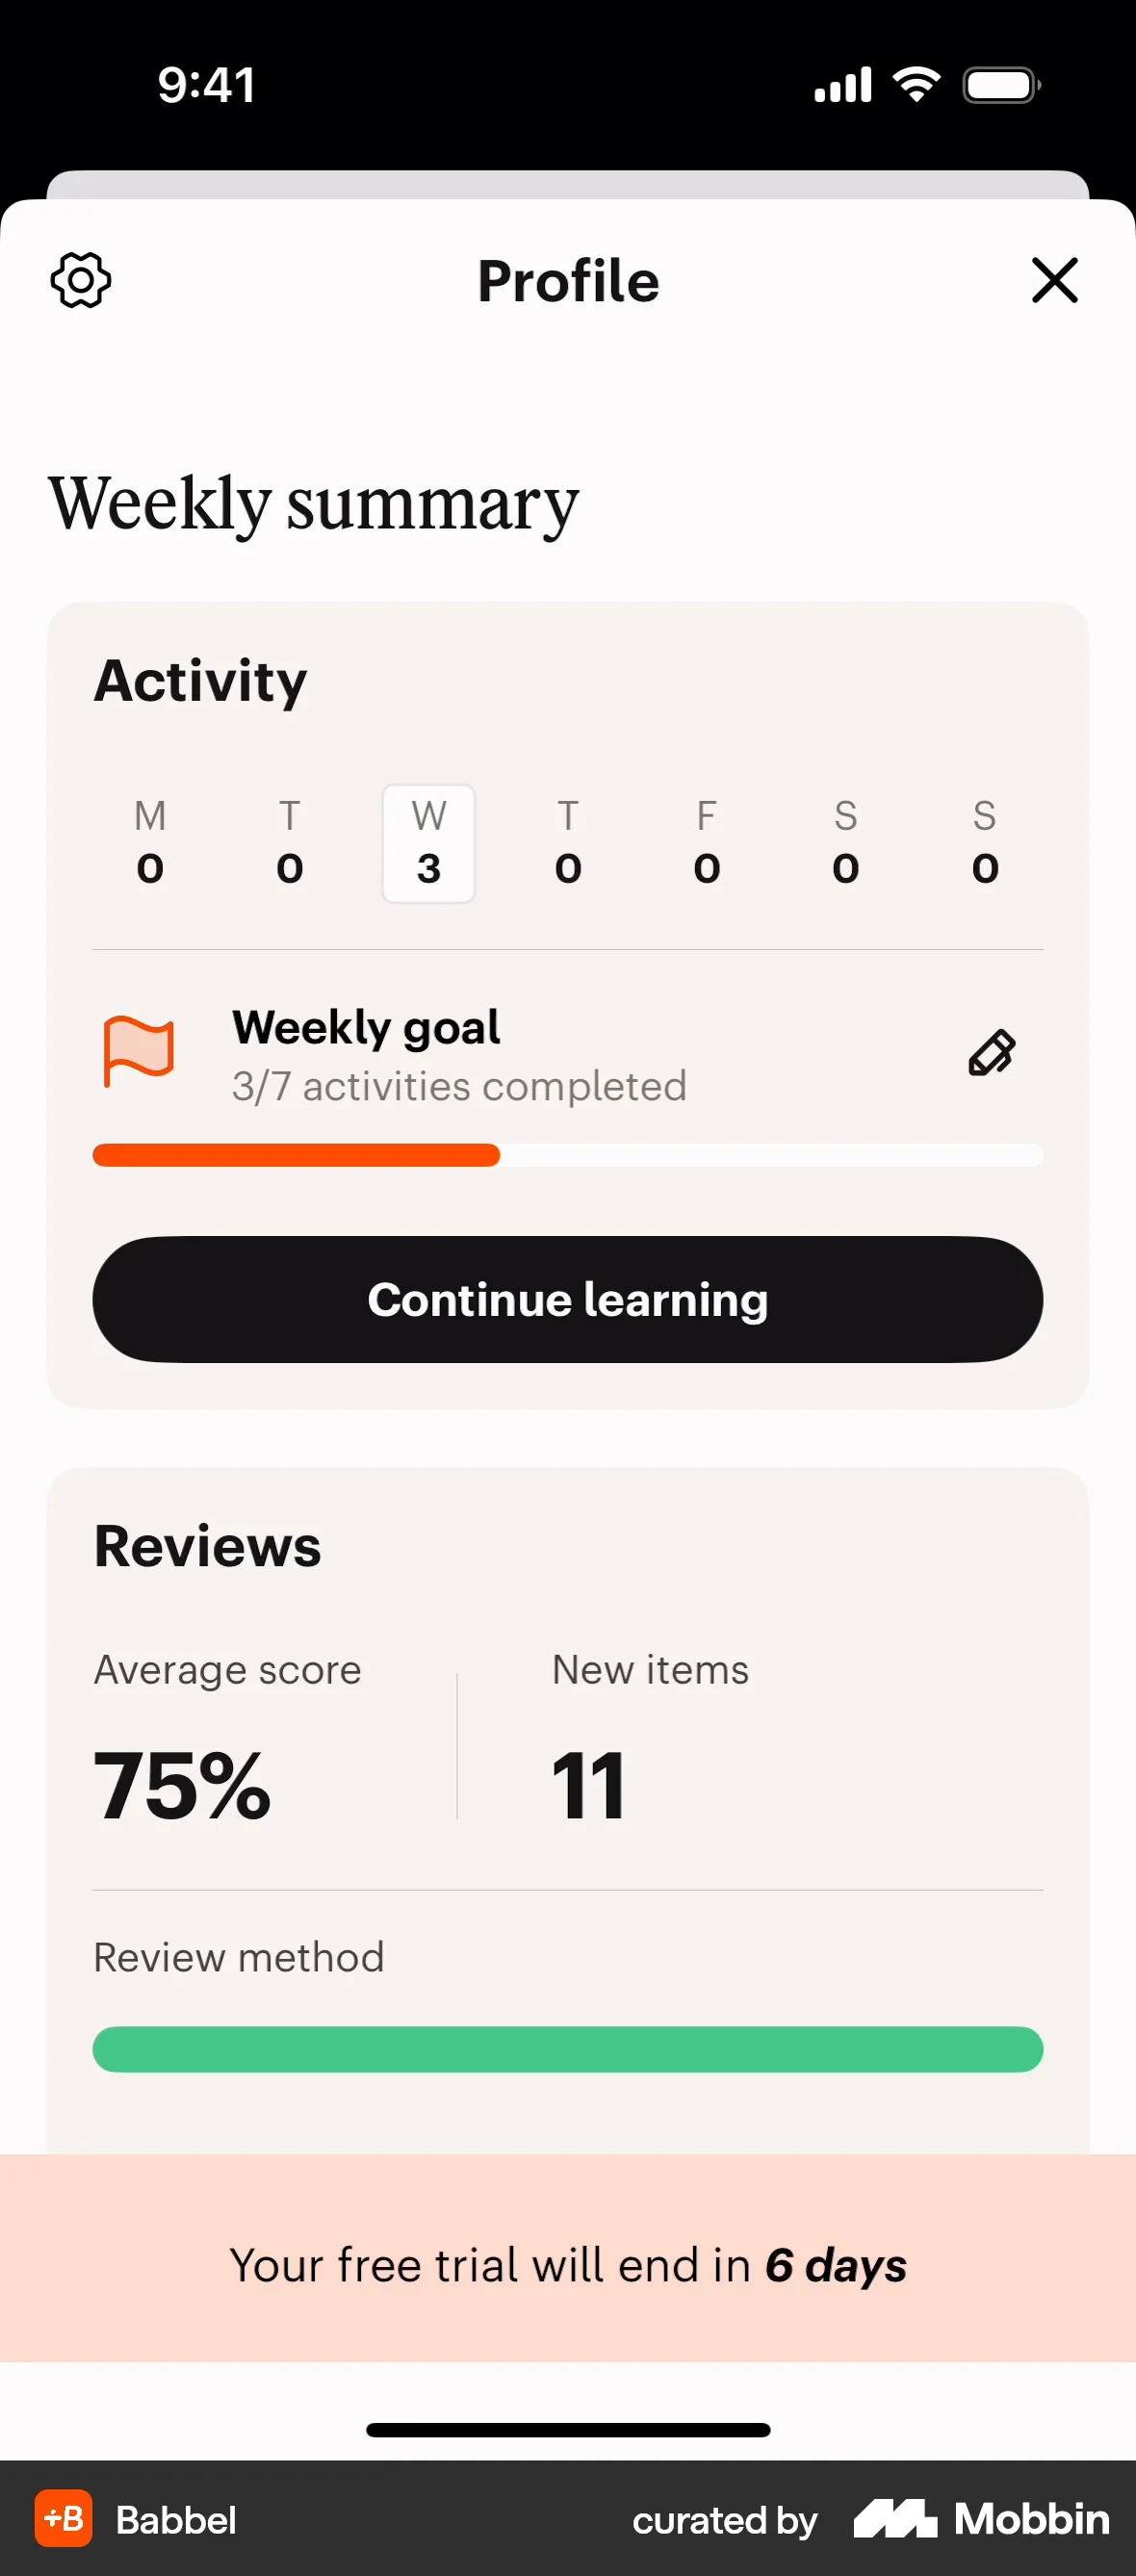 9:41
Profile
Weekly summary
Activity
M T W T F S S
0 0 3 0 0 0 0
Weekly goal
3/7 activities completed
Continue learning
Reviews
Average score New items
75% 11
Review method
Your free trial will end in 6 days
+B Babbel curated by Mobbin